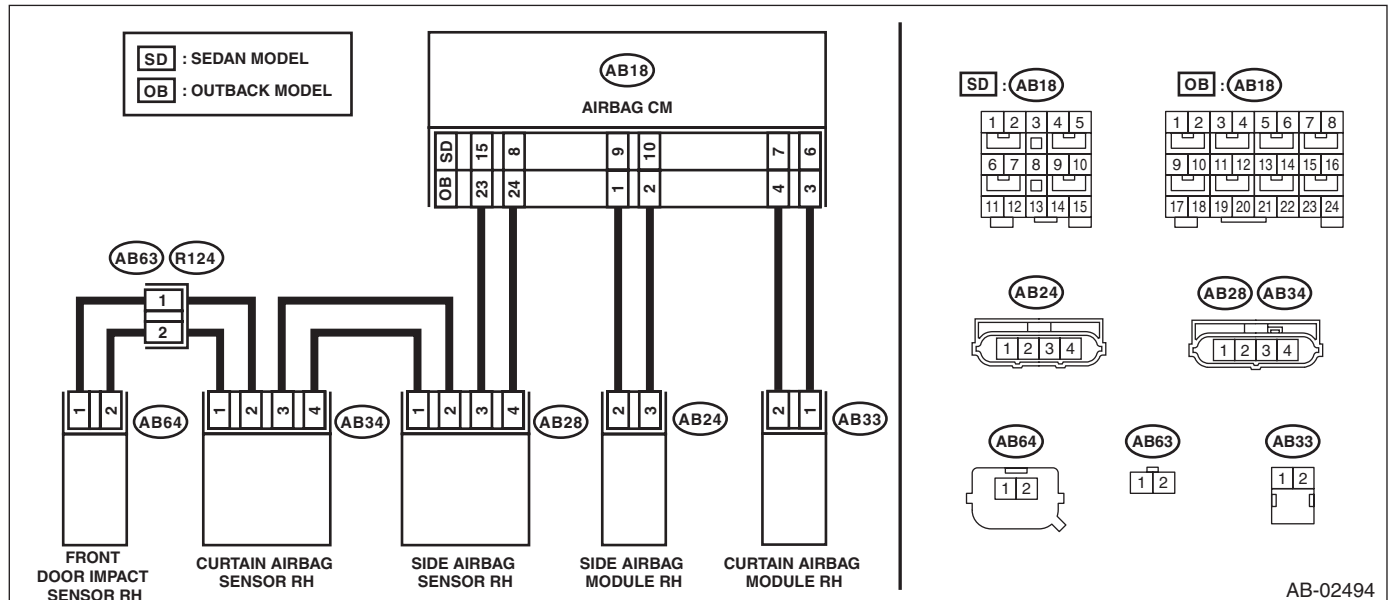 SD : SEDAN MODEL
OB : OUTBACK MODEL
AB18
AIRBAG CM
SD 15 8 9 10 7 6
OB 23 24 1 2 4 3
AB63 R124
1
2
1 2 AB64
1 2 3 4 AB34
1 2 3 4 AB28
2 3 AB24
2 1 AB33
FRONT
DOOR IMPACT
SENSOR RH
CURTAIN AIRBAG
SENSOR RH
SIDE AIRBAG
SENSOR RH
SIDE AIRBAG
MODULE RH
CURTAIN AIRBAG
MODULE RH
SD : AB18
1 2 3 4 5
6 7 8 9 10
11 12 13 14 15
OB : AB18
1 2 3 4 5 6 7 8
9 10 11 12 13 14 15 16
17 18 19 20 21 22 23 24
AB24
1 2 3 4
AB28 AB34
1 2 3 4
AB64
1 2
AB63
1 2
AB33
1 2
AB-02494